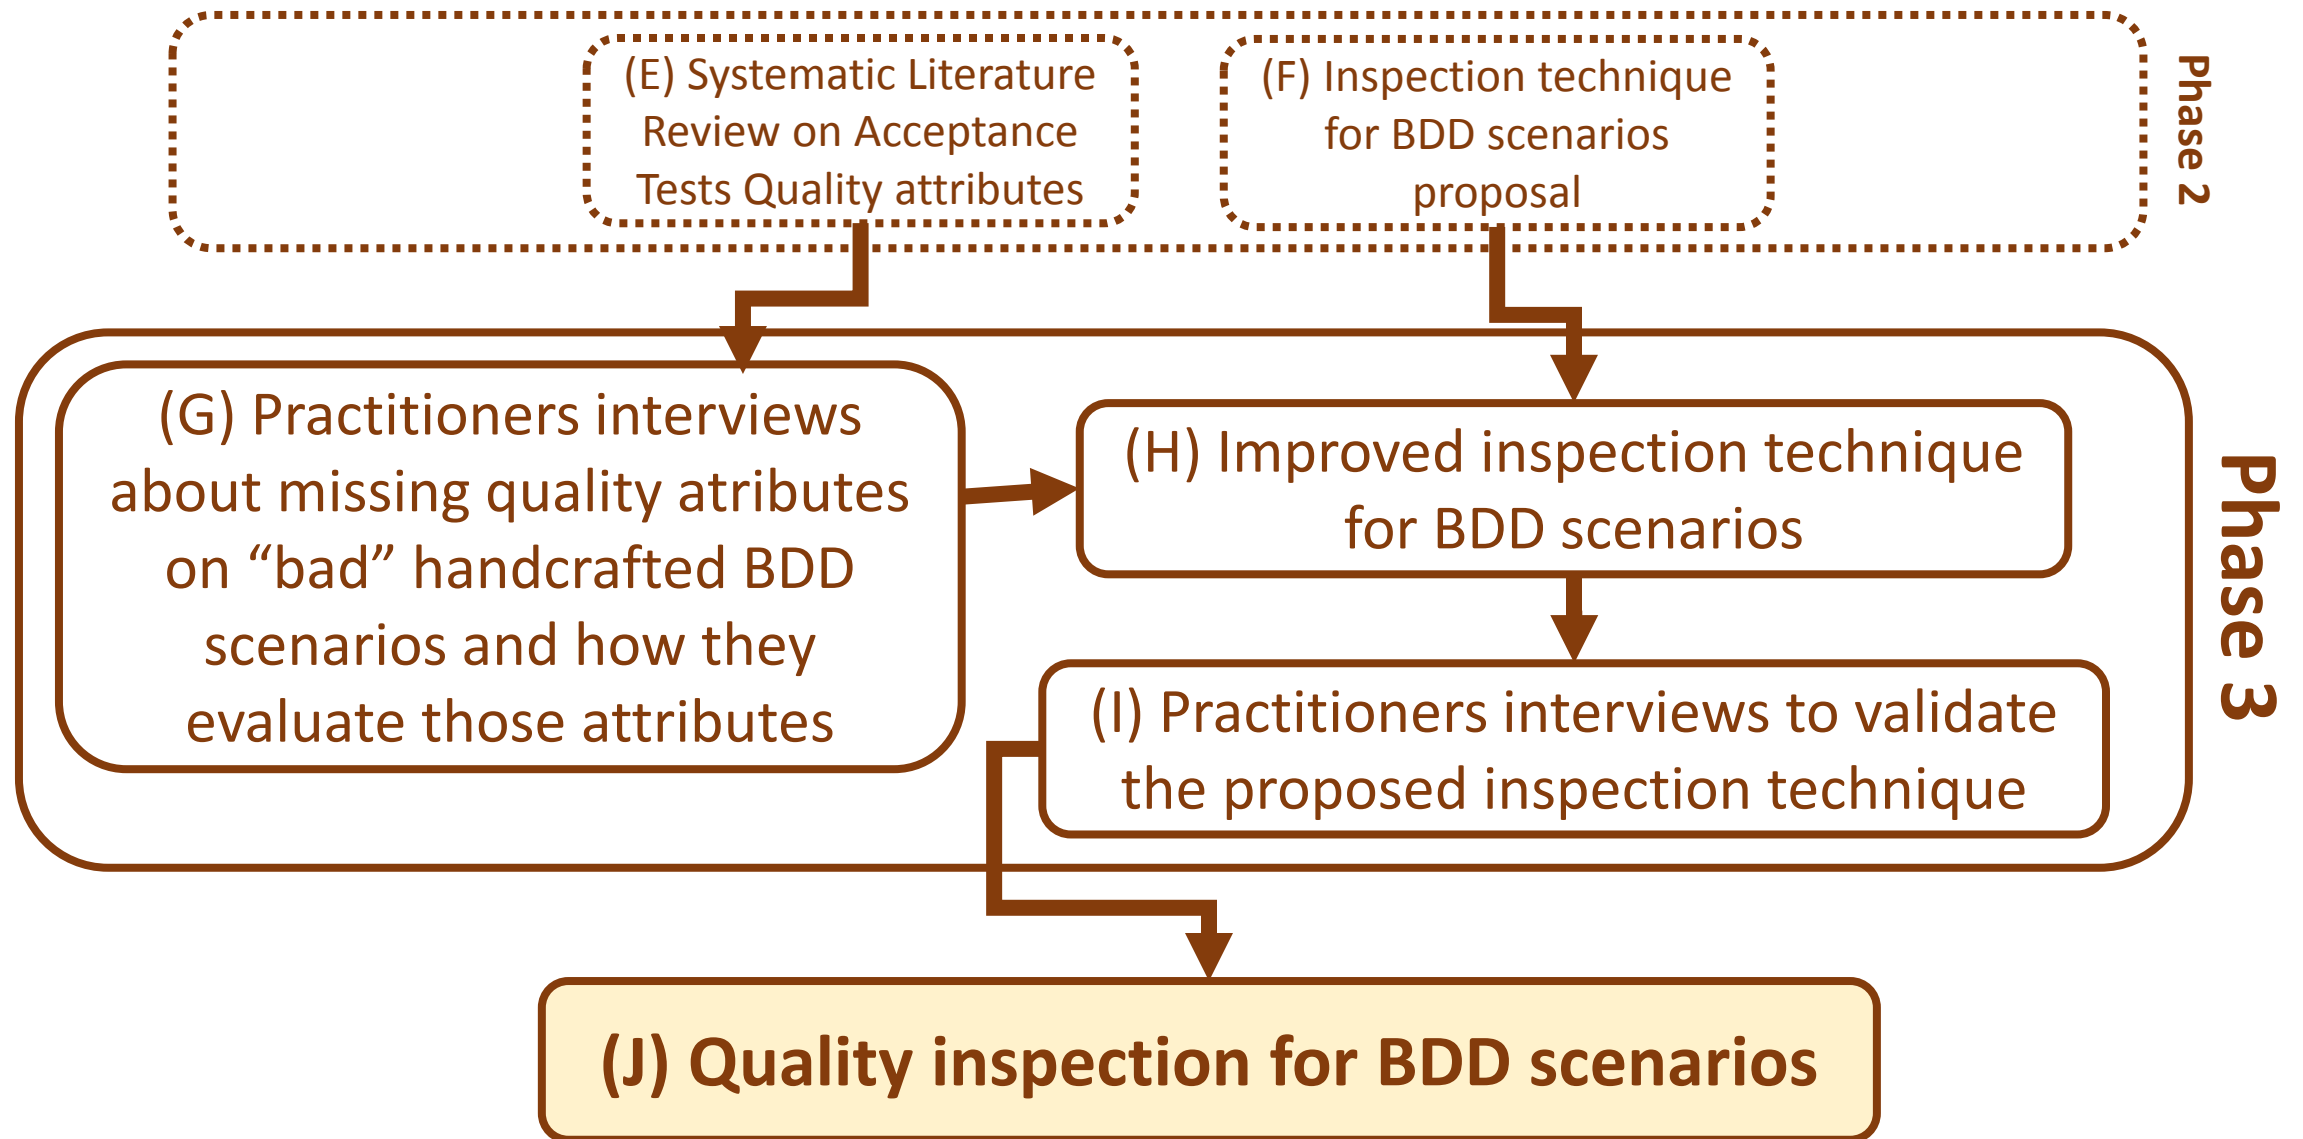 (E) Systematic Literature
Review on Acceptance
Tests Quality attributes
(F) Inspection technique
for BDD scenarios
proposal
Phase 2
(G) Practitioners interviews
about missing quality atributes
on “bad” handcrafted BDD
scenarios and how they
evaluate those attributes
(H) Improved inspection technique
for BDD scenarios
(I) Practitioners interviews to validate
the proposed inspection technique
Phase 3
(J) Quality inspection for BDD scenarios